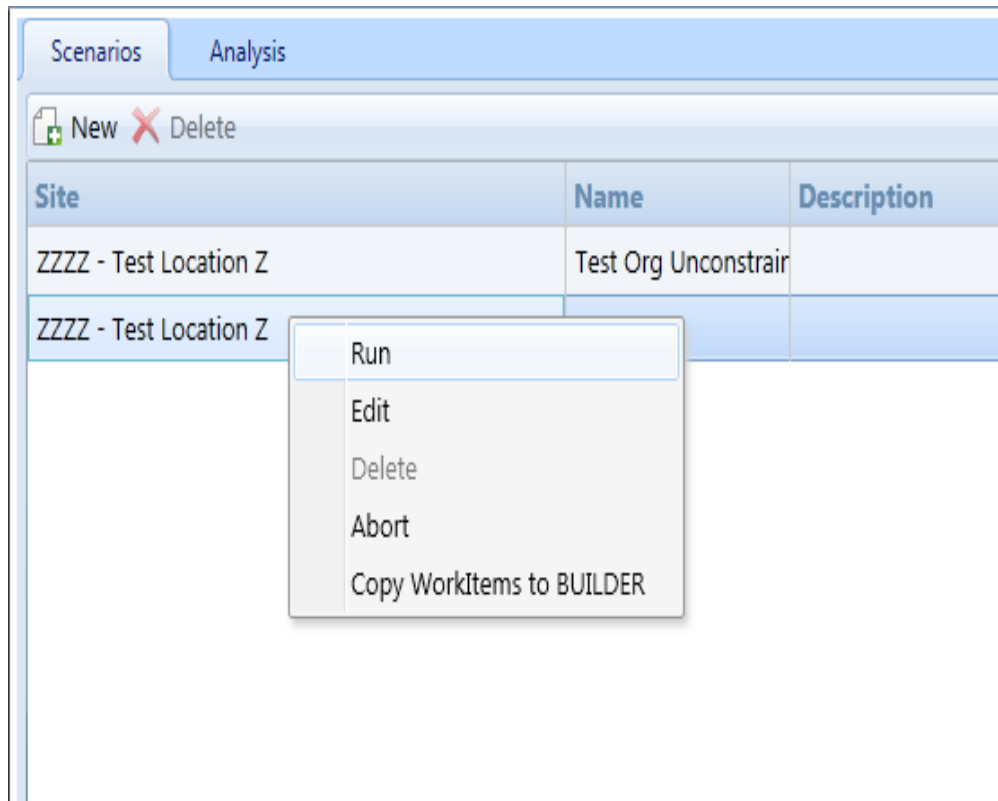 Scenarios Analysis
New Delete
Site Name Description
ZZZZ - Test Location Z Test Org Unconstrain
ZZZZ - Test Location Z
Run
Edit
Delete
Abort
Copy WorkItems to BUILDER